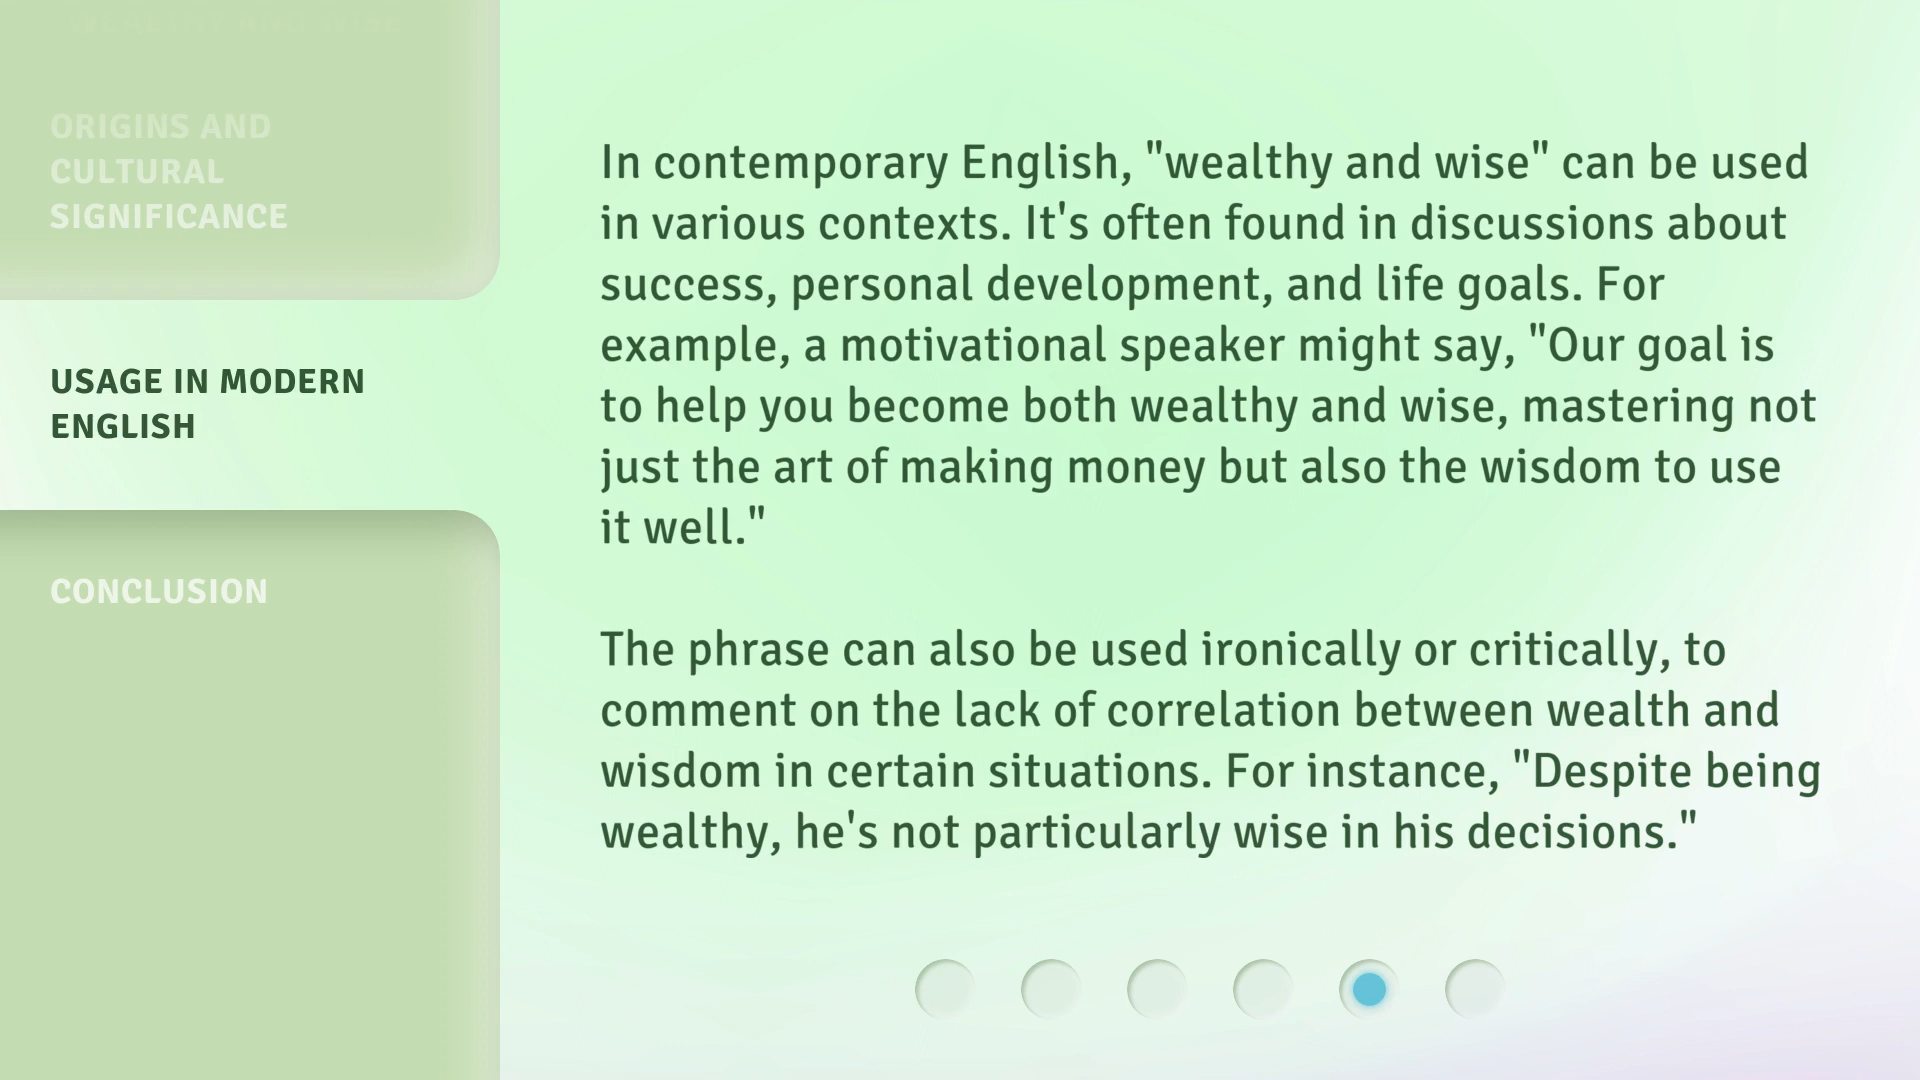 WEALTHY AND WISE
ORIGINS AND
CULTURAL
SIGNIFICANCE
USAGE IN MODERN
ENGLISH
CONCLUSION
In contemporary English, "wealthy and wise" can be used
in various contexts. It's often found in discussions about
success, personal development, and life goals. For
example, a motivational speaker might say, "Our goal is
to help you become both wealthy and wise, mastering not
just the art of making money but also the wisdom to use
it well."
The phrase can also be used ironically or critically, to
comment on the lack of correlation between wealth and
wisdom in certain situations. For instance, "Despite being
wealthy, he's not particularly wise in his decisions."